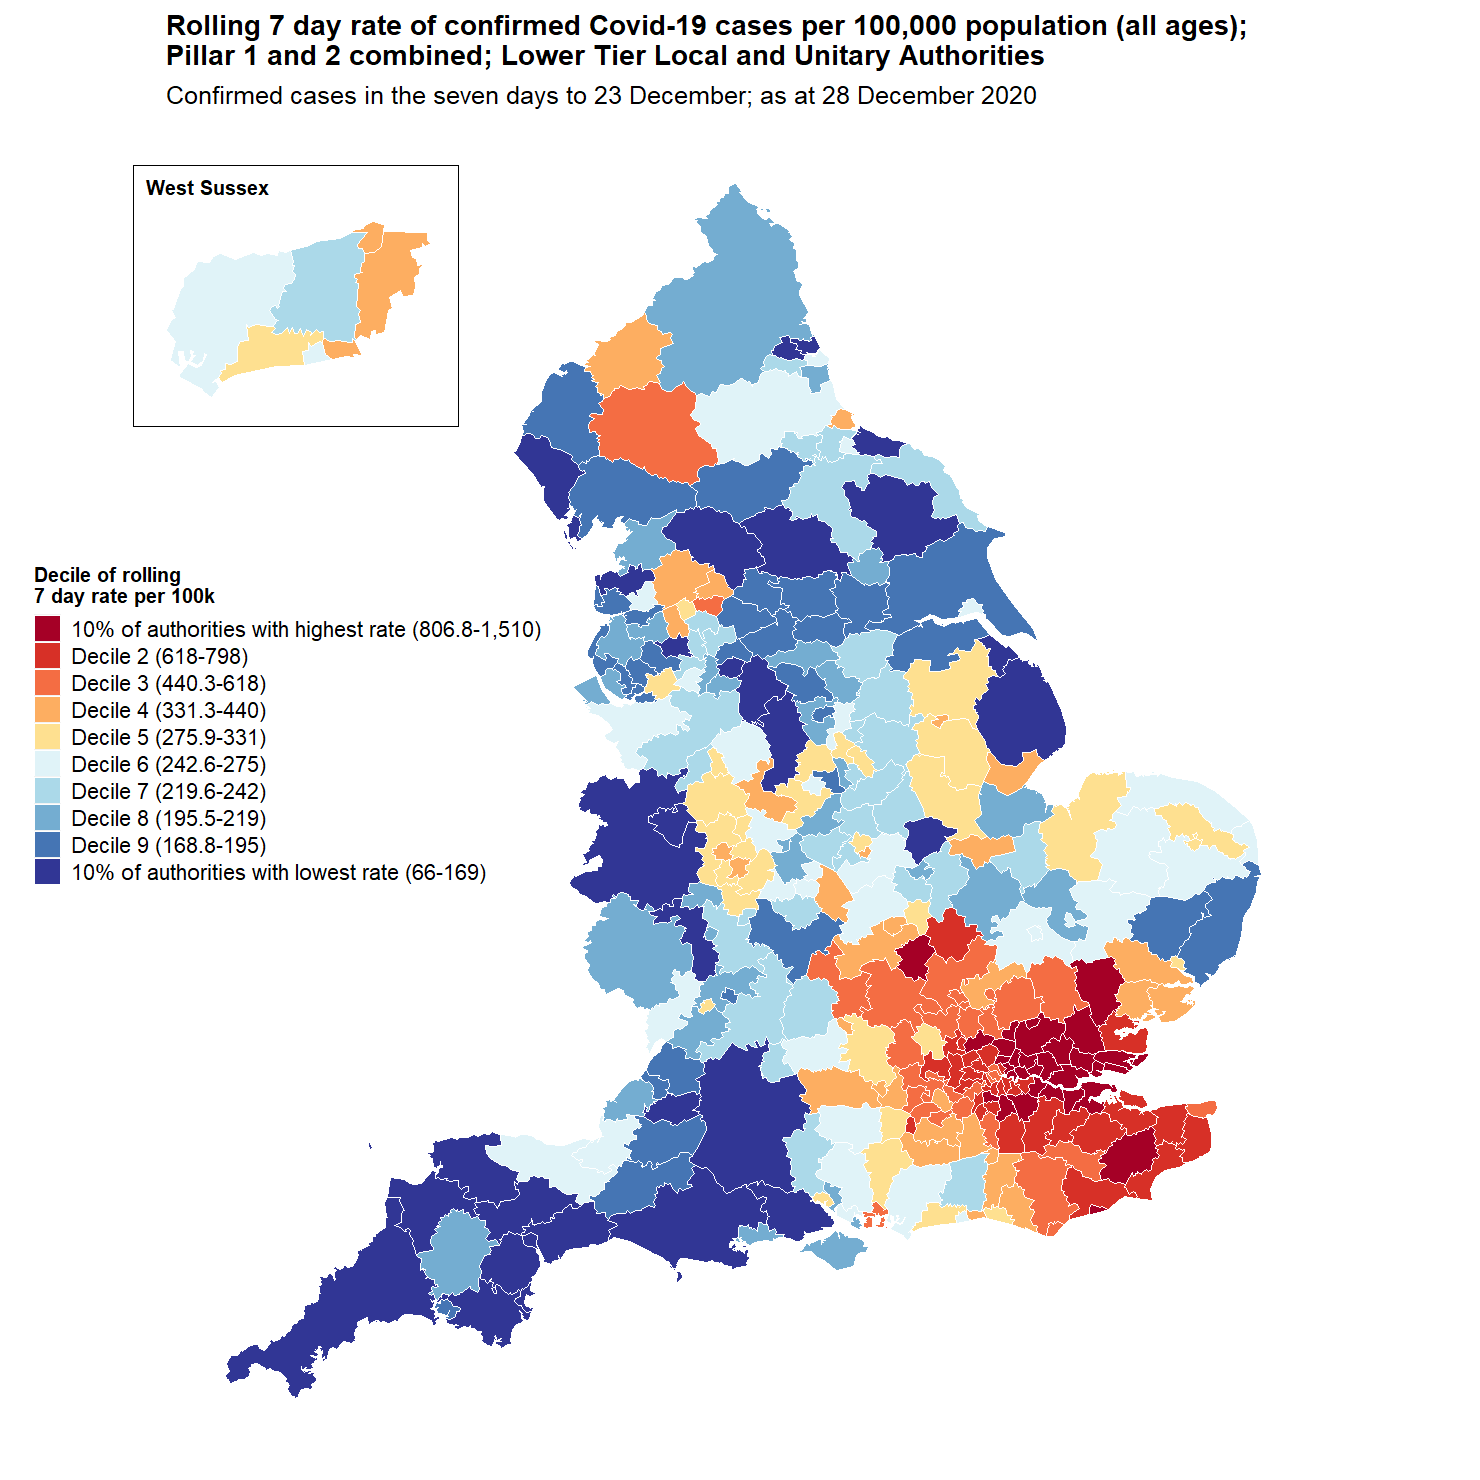 Rolling 7 day rate of confirmed Covid-19 cases per 100,000 population (all ages);
Pillar 1 and 2 combined; Lower Tier Local and Unitary Authorities
Confirmed cases in the seven days to 23 December; as at 28 December 2020
West Sussex
Decile of rolling
7 day rate per 100k
10% of authorities with highest rate (806.8-1,510)
Decile 2 (618-798)
Decile 3 (440.3-618)
Decile 4 (331.3-440)
Decile 5 (275.9-331)
Decile 6 (242.6-275)
Decile 7 (219.6-242)
Decile 8 (195.5-219)
Decile 9 (168.8-195)
10% of authorities with lowest rate (66-169)